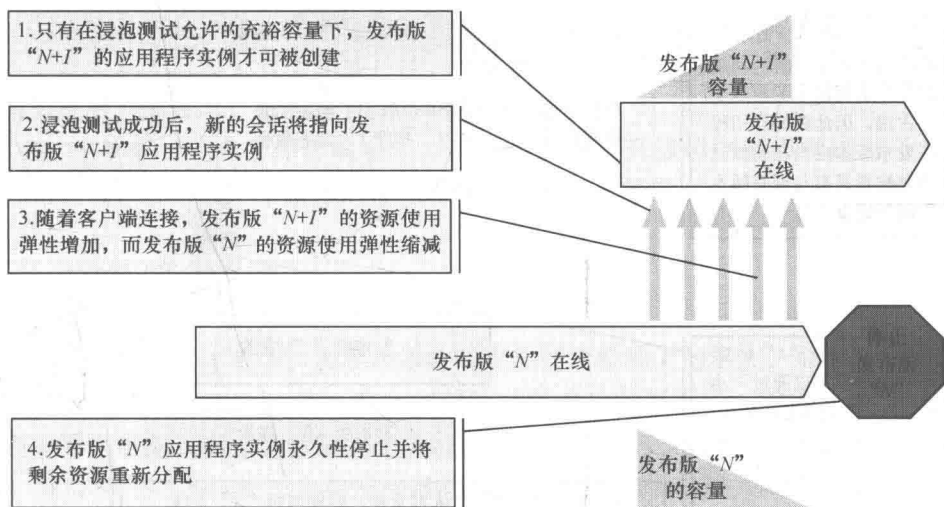 1.只有在浸泡测试允许的充裕容量下，发布版
“N+I”的应用程序实例才可被创建
2.浸泡测试成功后，新的会话将指向发
布版“N+I”应用程序实例
3.随着客户端连接，发布版“N+I”的资源使用
弹性增加，而发布版“N”的资源使用弹性缩减
发布版“N+I”
容量
发布版
“N+I”
在线
发布版“N”在线
停止
发布版
“N”
4.发布版“N”应用程序实例永久性停止并将
剩余资源重新分配
发布版“N”
的容量